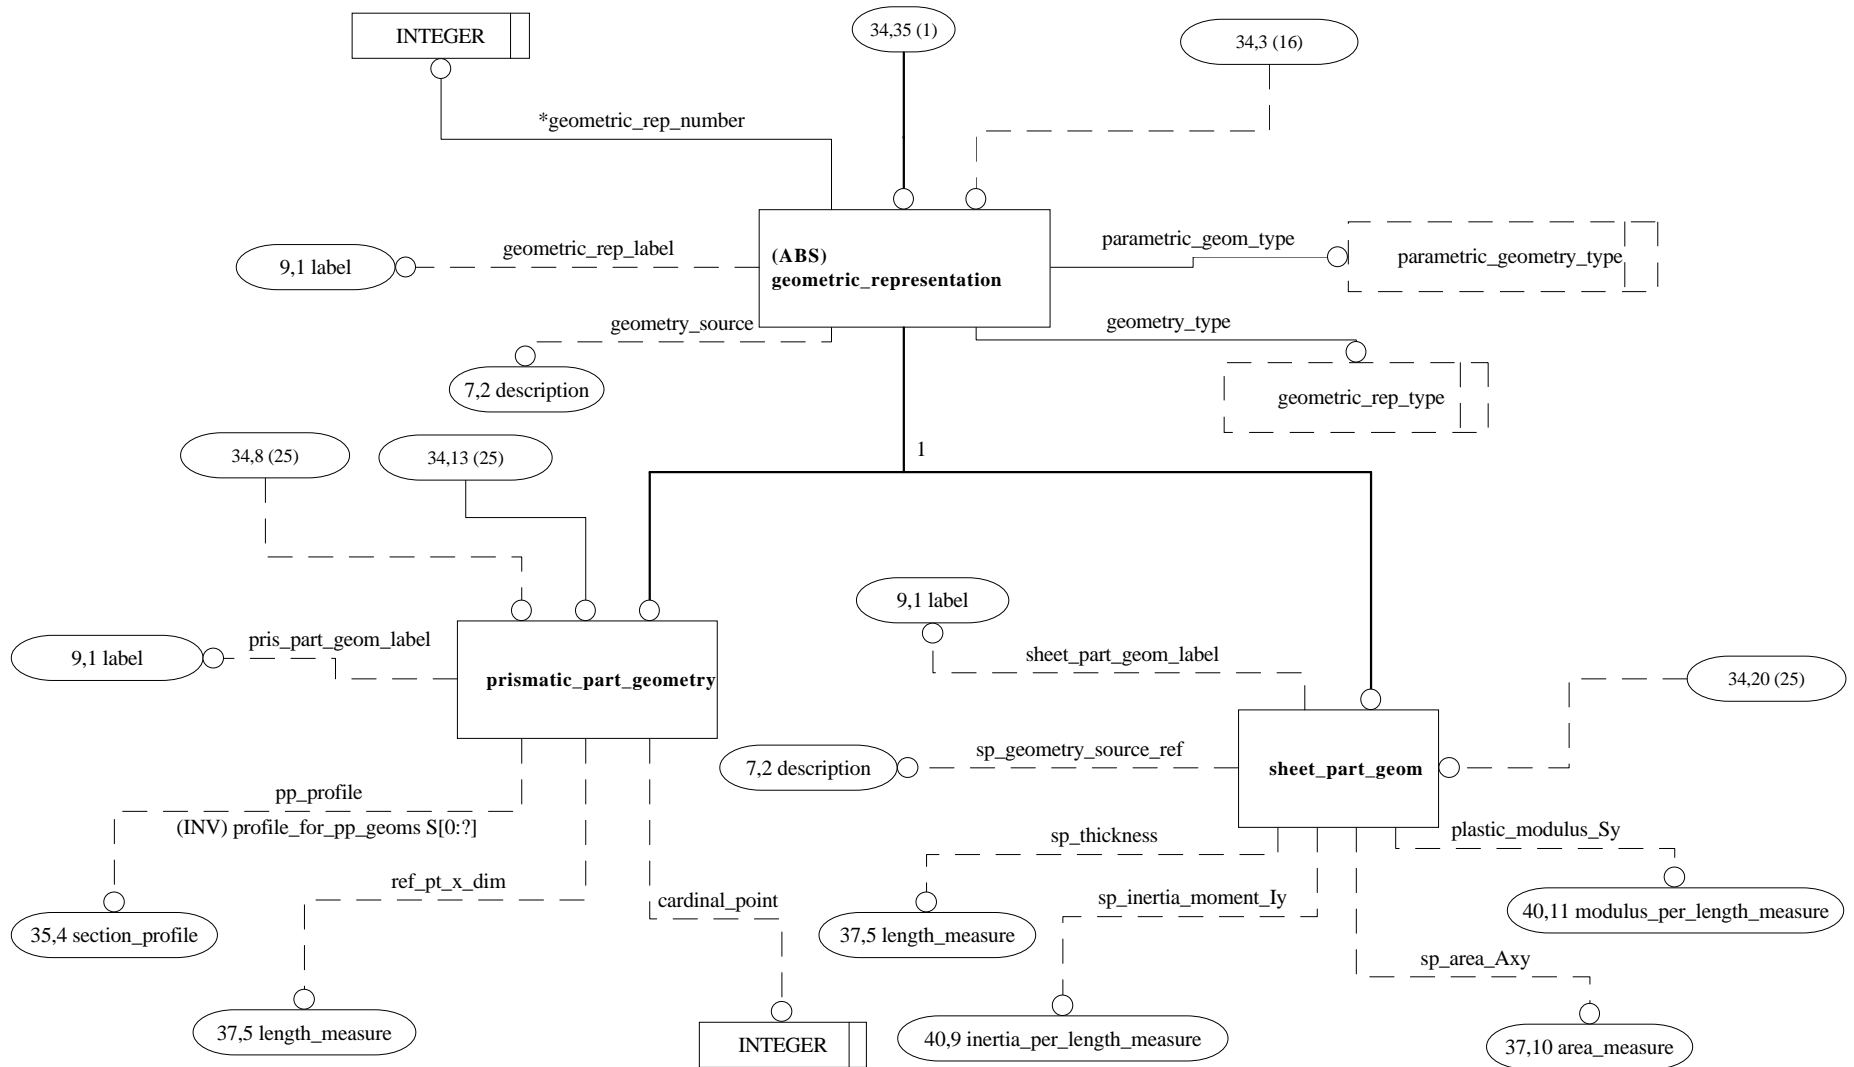 INTEGER
34,35 (1)
34,3 (16)
*geometric_rep_number
geometric_rep_label
9,1 label
(ABS)
geometric_representation
parametric_geom_type
parametric_geometry_type
geometry_source
7,2 description
geometry_type
geometric_rep_type
34,8 (25)
34,13 (25)
1
9,1 label
pris_part_geom_label
9,1 label
prismatic_part_geometry
sheet_part_geom_label
34,20 (25)
sp_geometry_source_ref
7,2 description
sheet_part_geom
pp_profile
(INV) profile_for_pp_geoms S[0:?]
sp_thickness
plastic_modulus_Sy
ref_pt_x_dim
cardinal_point
sp_inertia_moment_Iy
40,11 modulus_per_length_measure
35,4 section_profile
37,5 length_measure
sp_area_Axy
37,5 length_measure
INTEGER
40,9 inertia_per_length_measure
37,10 area_measure